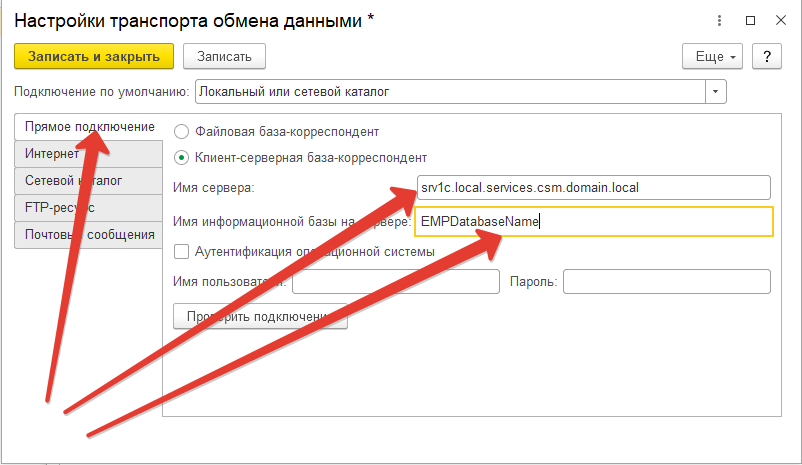 Настройки транспорта обмена данными *
Записать и закрыть Записать Еще ?
Подключение по умолчанию: Локальный или сетевой каталог
Прямое подключение
Интернет
Сетевой каталог
FTP-ресурс
Почтовые сообщения
Файловая база-корреспондент
Клиент-серверная база-корреспондент
Имя сервера: srv1c.local.services.csm.domain.local
Имя информационной базы на сервере: EMPDatabaseName
Аутентификация операционной системы
Имя пользователя: Пароль:
Проверить подключение